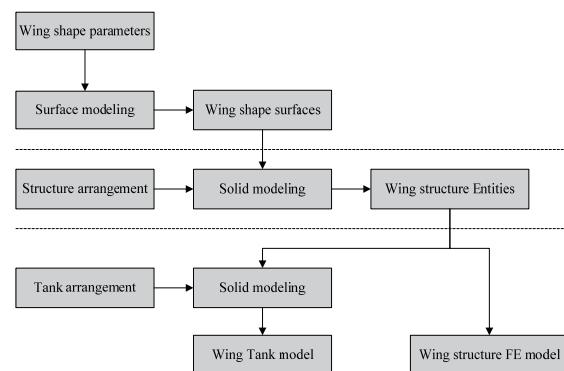 Wing shape parameters
Surface modeling
Wing shape surfaces
Structure arrangement
Solid modeling
Wing structure Entities
Tank arrangement
Solid modeling
Wing Tank model
Wing structure FE model